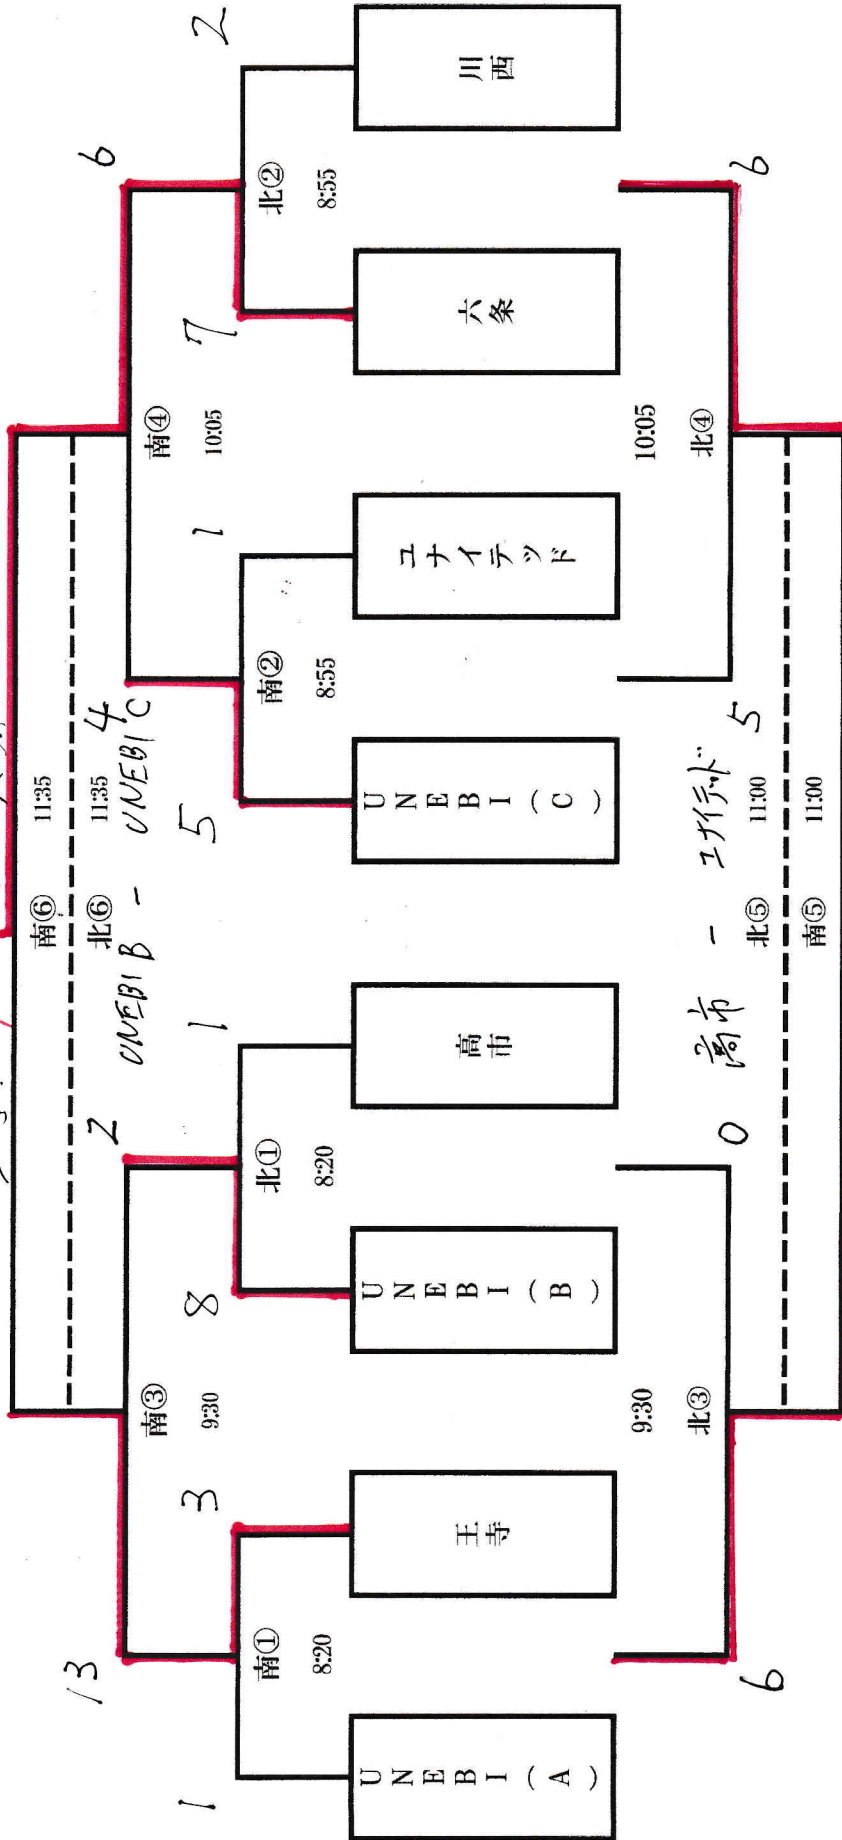 南⑥ 11:35
北⑥ 11:35
UNEBI B - UNEBI C
13 2 4 6
南③ 9:30
南④ 10:05
1 3 8 1 5 1 7 2
南① 8:20
北① 8:20
南② 8:55
北② 8:55
UNEBI(A)
王寺
UNEBI(B)
高市
UNEBI(C)
ユナイテッド
六条
川西
9:30 北③
10:05 北④
6 0 5 6
高市 - ユナイテッド
北⑤ 11:00
南⑤ 11:00